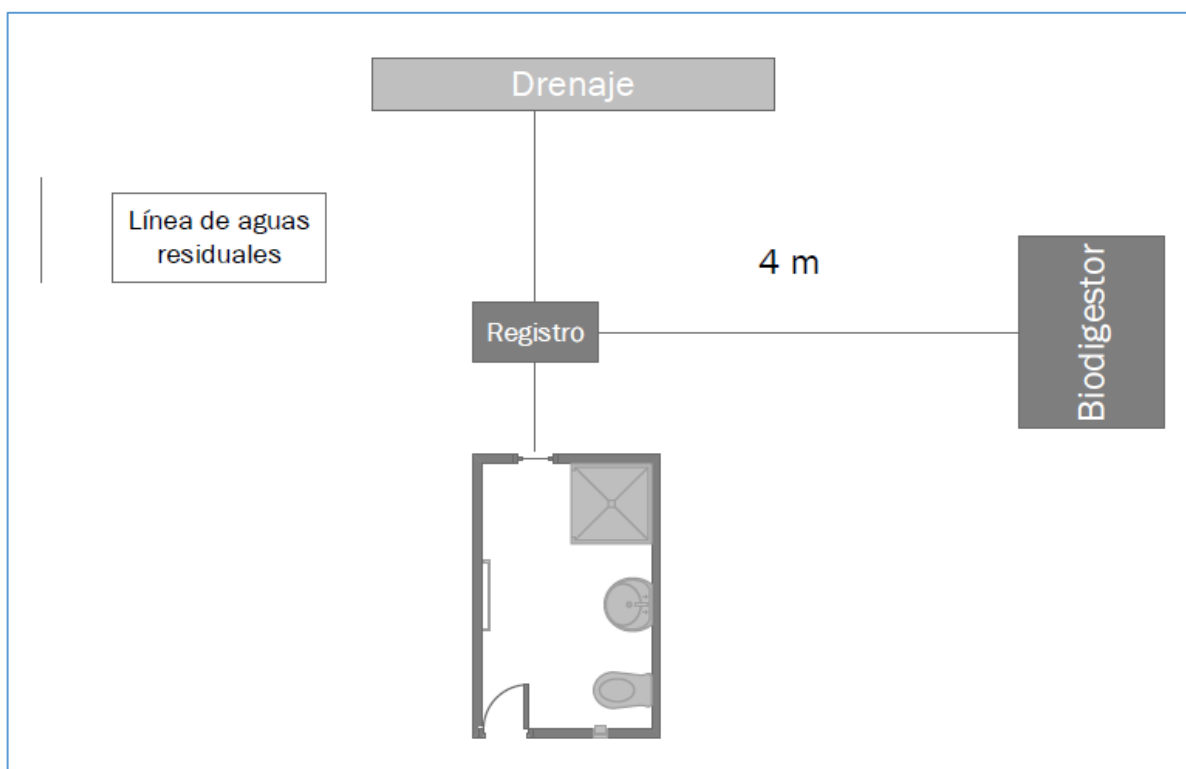 Drenaje
Línea de aguas
residuales
4 m
Registro
Biodigestor